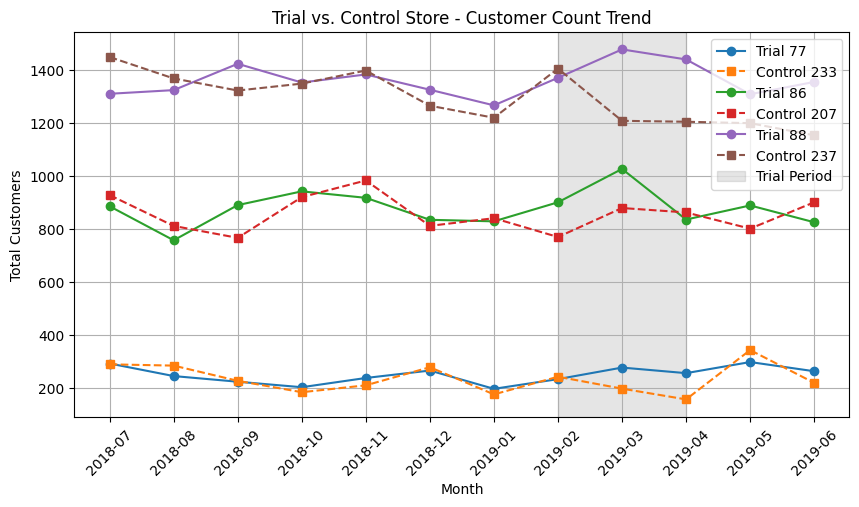 Trial vs. Control Store - Customer Count Trend
Total Customers
1400
1200
1000
800
600
400
200
Trial 77
Control 233
Trial 86
Control 207
Trial 88
Control 237
Trial Period
2018-07
2018-08
2018-09
2018-10
2018-11
2018-12
2019-01
2019-02
2019-03
2019-04
2019-05
2019-06
Month